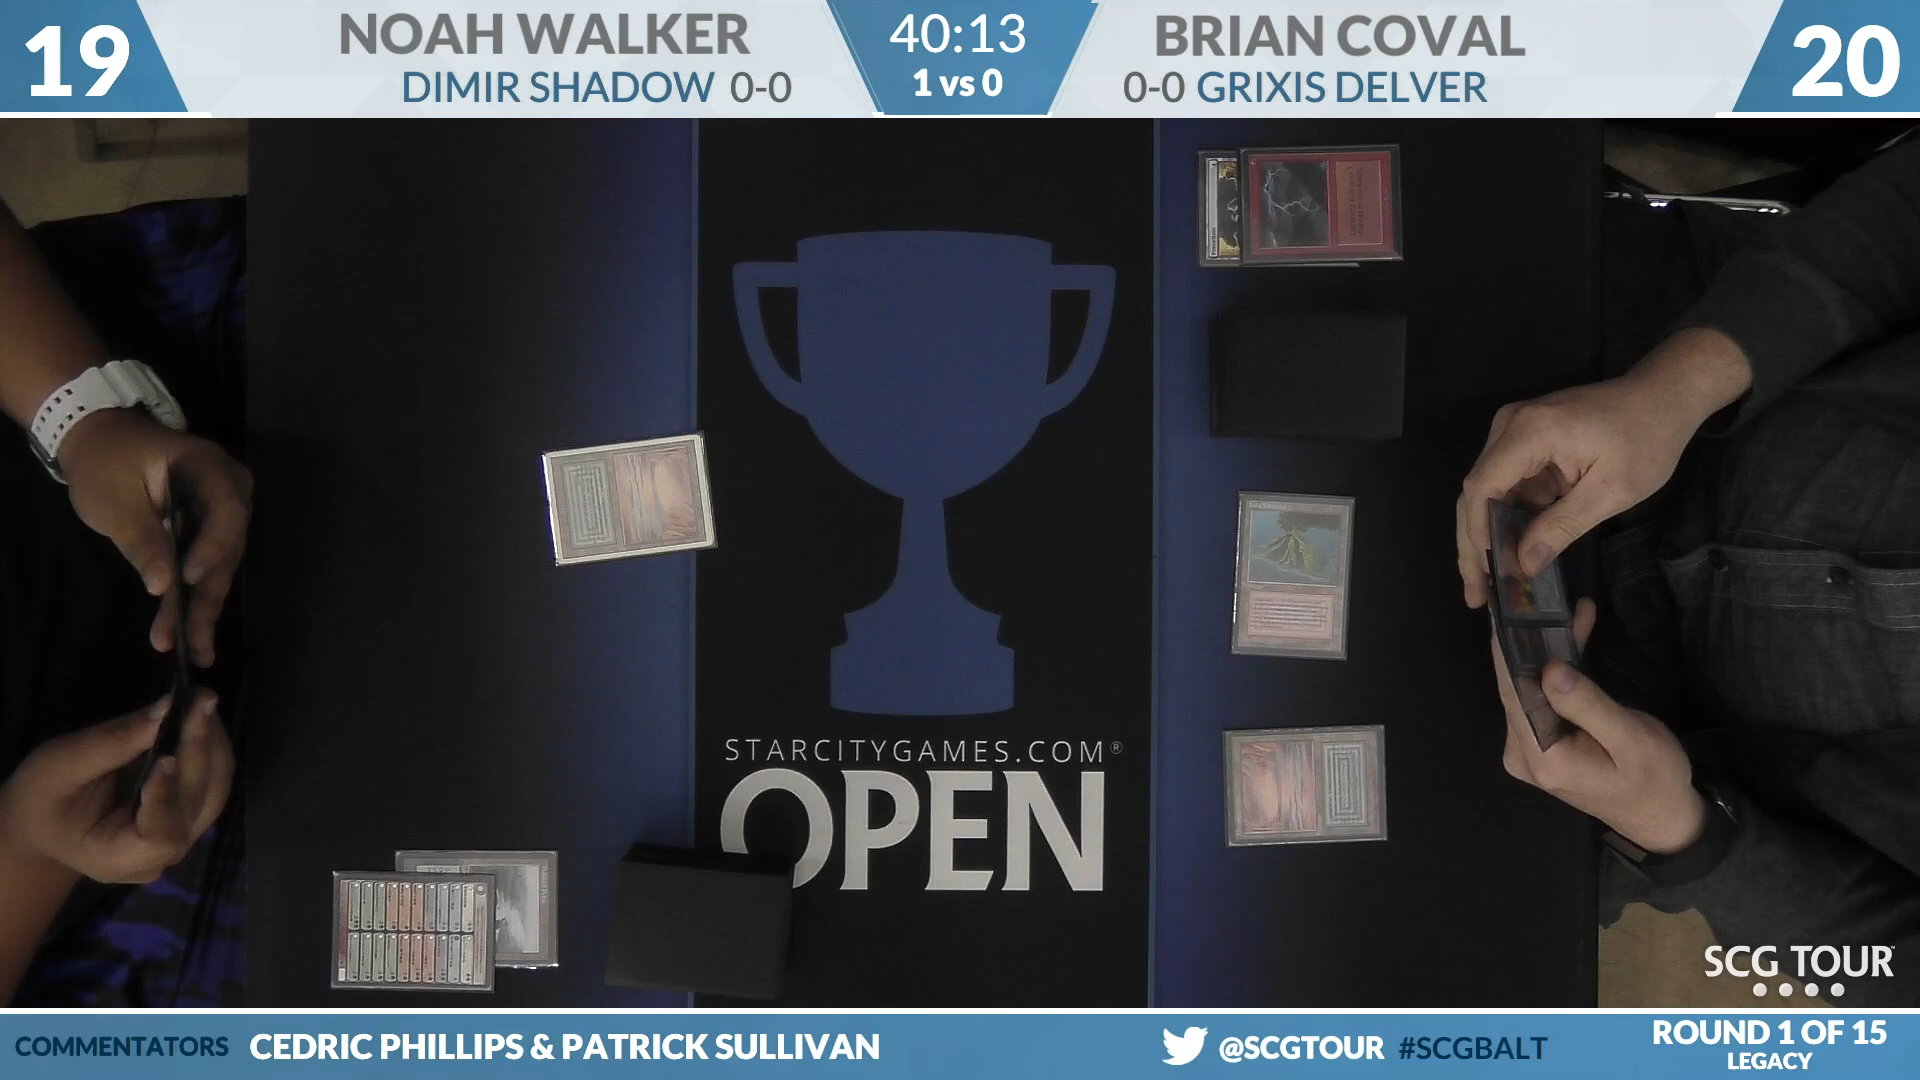 19
NOAH WALKER
DIMIR SHADOW 0-0
40:13
1 vs 0
BRIAN COVAL
0-0 GRIXIS DELVER
20
STARCITYGAMES.COM®
OPEN
SCG TOUR™
COMMENTATORS CEDRIC PHILLIPS & PATRICK SULLIVAN
@SCGTOUR #SCGBALT
ROUND 1 OF 15
LEGACY